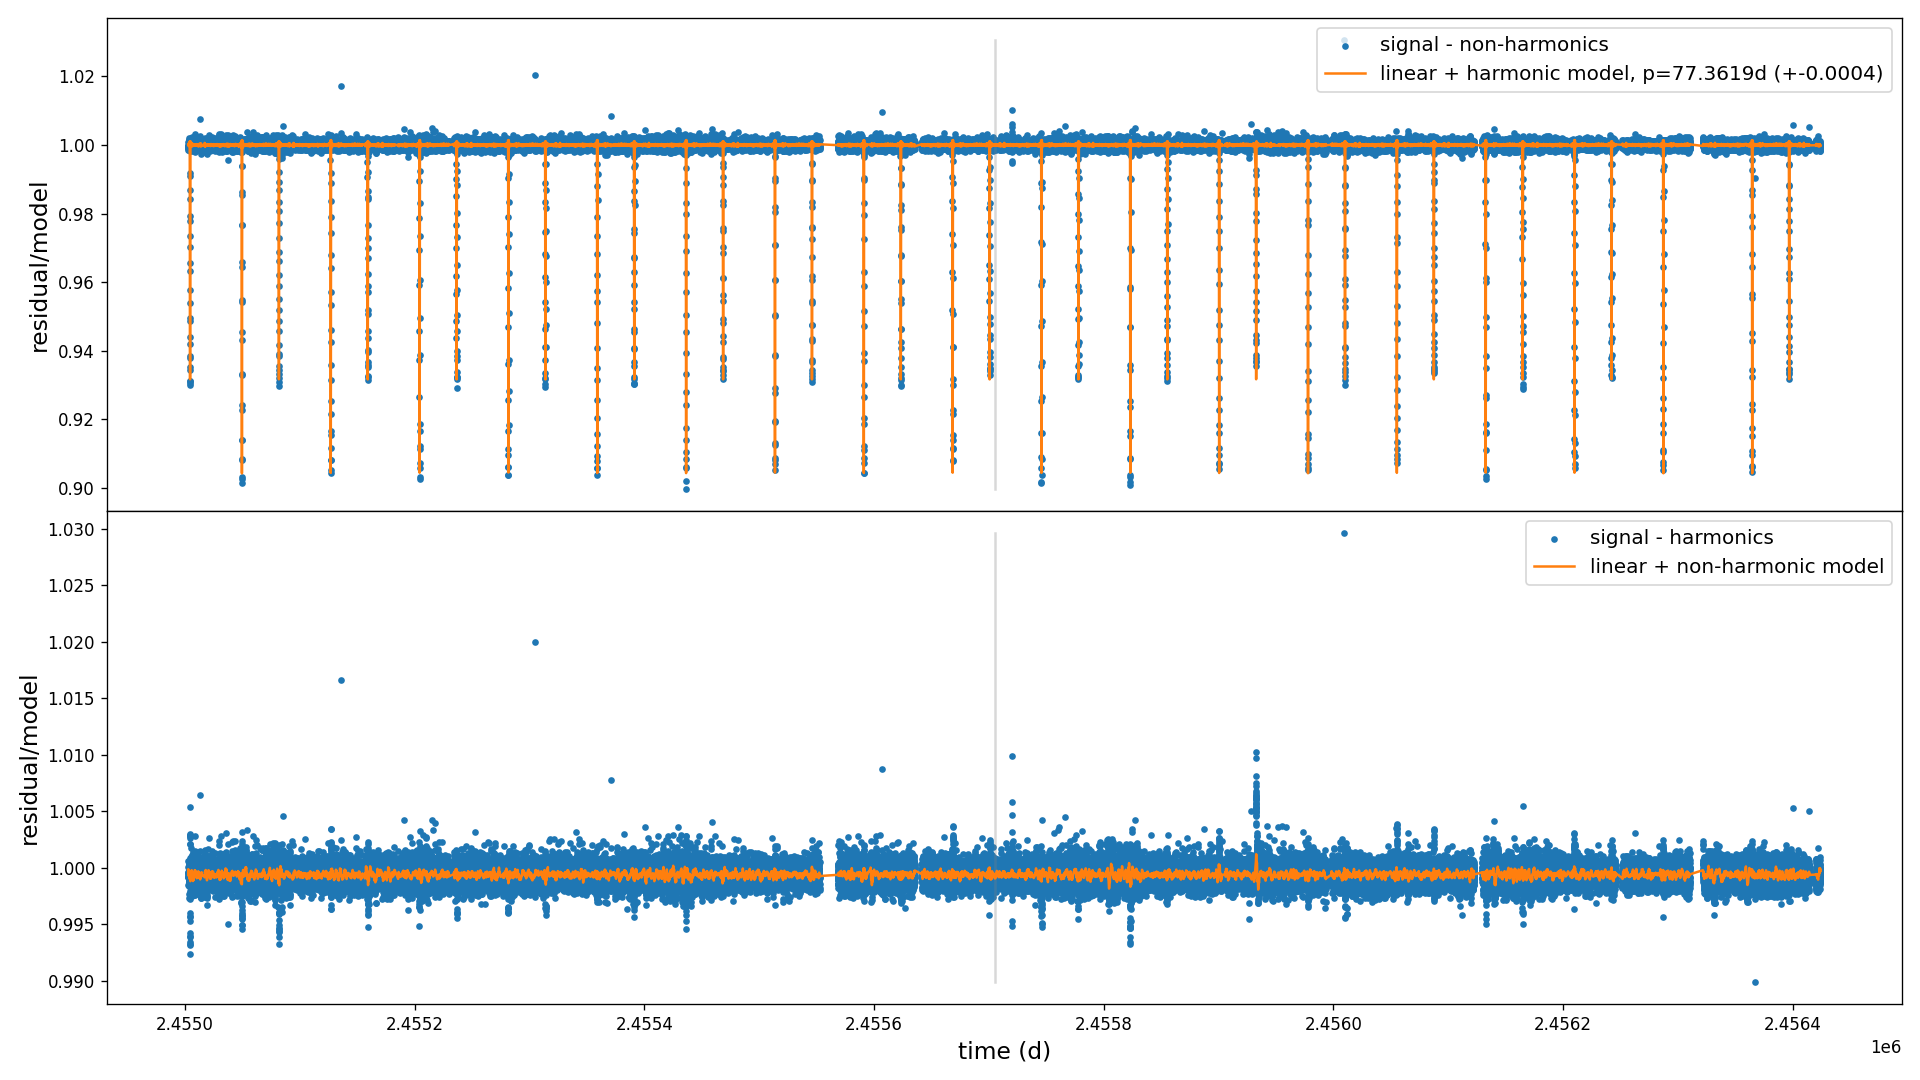 signal - non-harmonics
linear + harmonic model, p=77.3619d (+-0.0004)
residual/model
1.02
1.00
0.98
0.96
0.94
0.92
0.90
signal - harmonics
linear + non-harmonic model
residual/model
1.030
1.025
1.020
1.015
1.010
1.005
1.000
0.995
0.990
2.4550 2.4552 2.4554 2.4556 2.4558 2.4560 2.4562 2.4564
1e6
time (d)